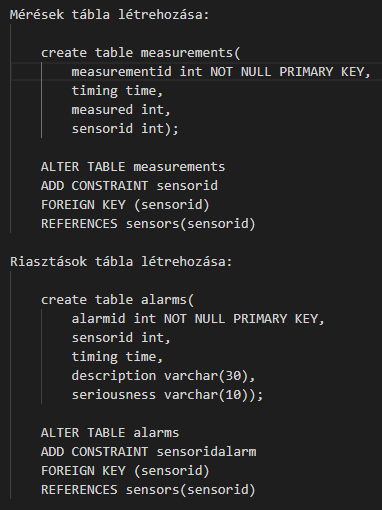 Mérések tábla létrehozása:
create table measurements(
measurementid int NOT NULL PRIMARY KEY,
timing time,
measured int,
sensorid int);
ALTER TABLE measurements
ADD CONSTRAINT sensorid
FOREIGN KEY (sensorid)
REFERENCES sensors(sensorid)
Riasztások tábla létrehozása:
create table alarms(
alarmid int NOT NULL PRIMARY KEY,
sensorid int,
timing time,
description varchar(30),
seriousness varchar(10));
ALTER TABLE alarms
ADD CONSTRAINT sensoridalarm
FOREIGN KEY (sensorid)
REFERENCES sensors(sensorid)